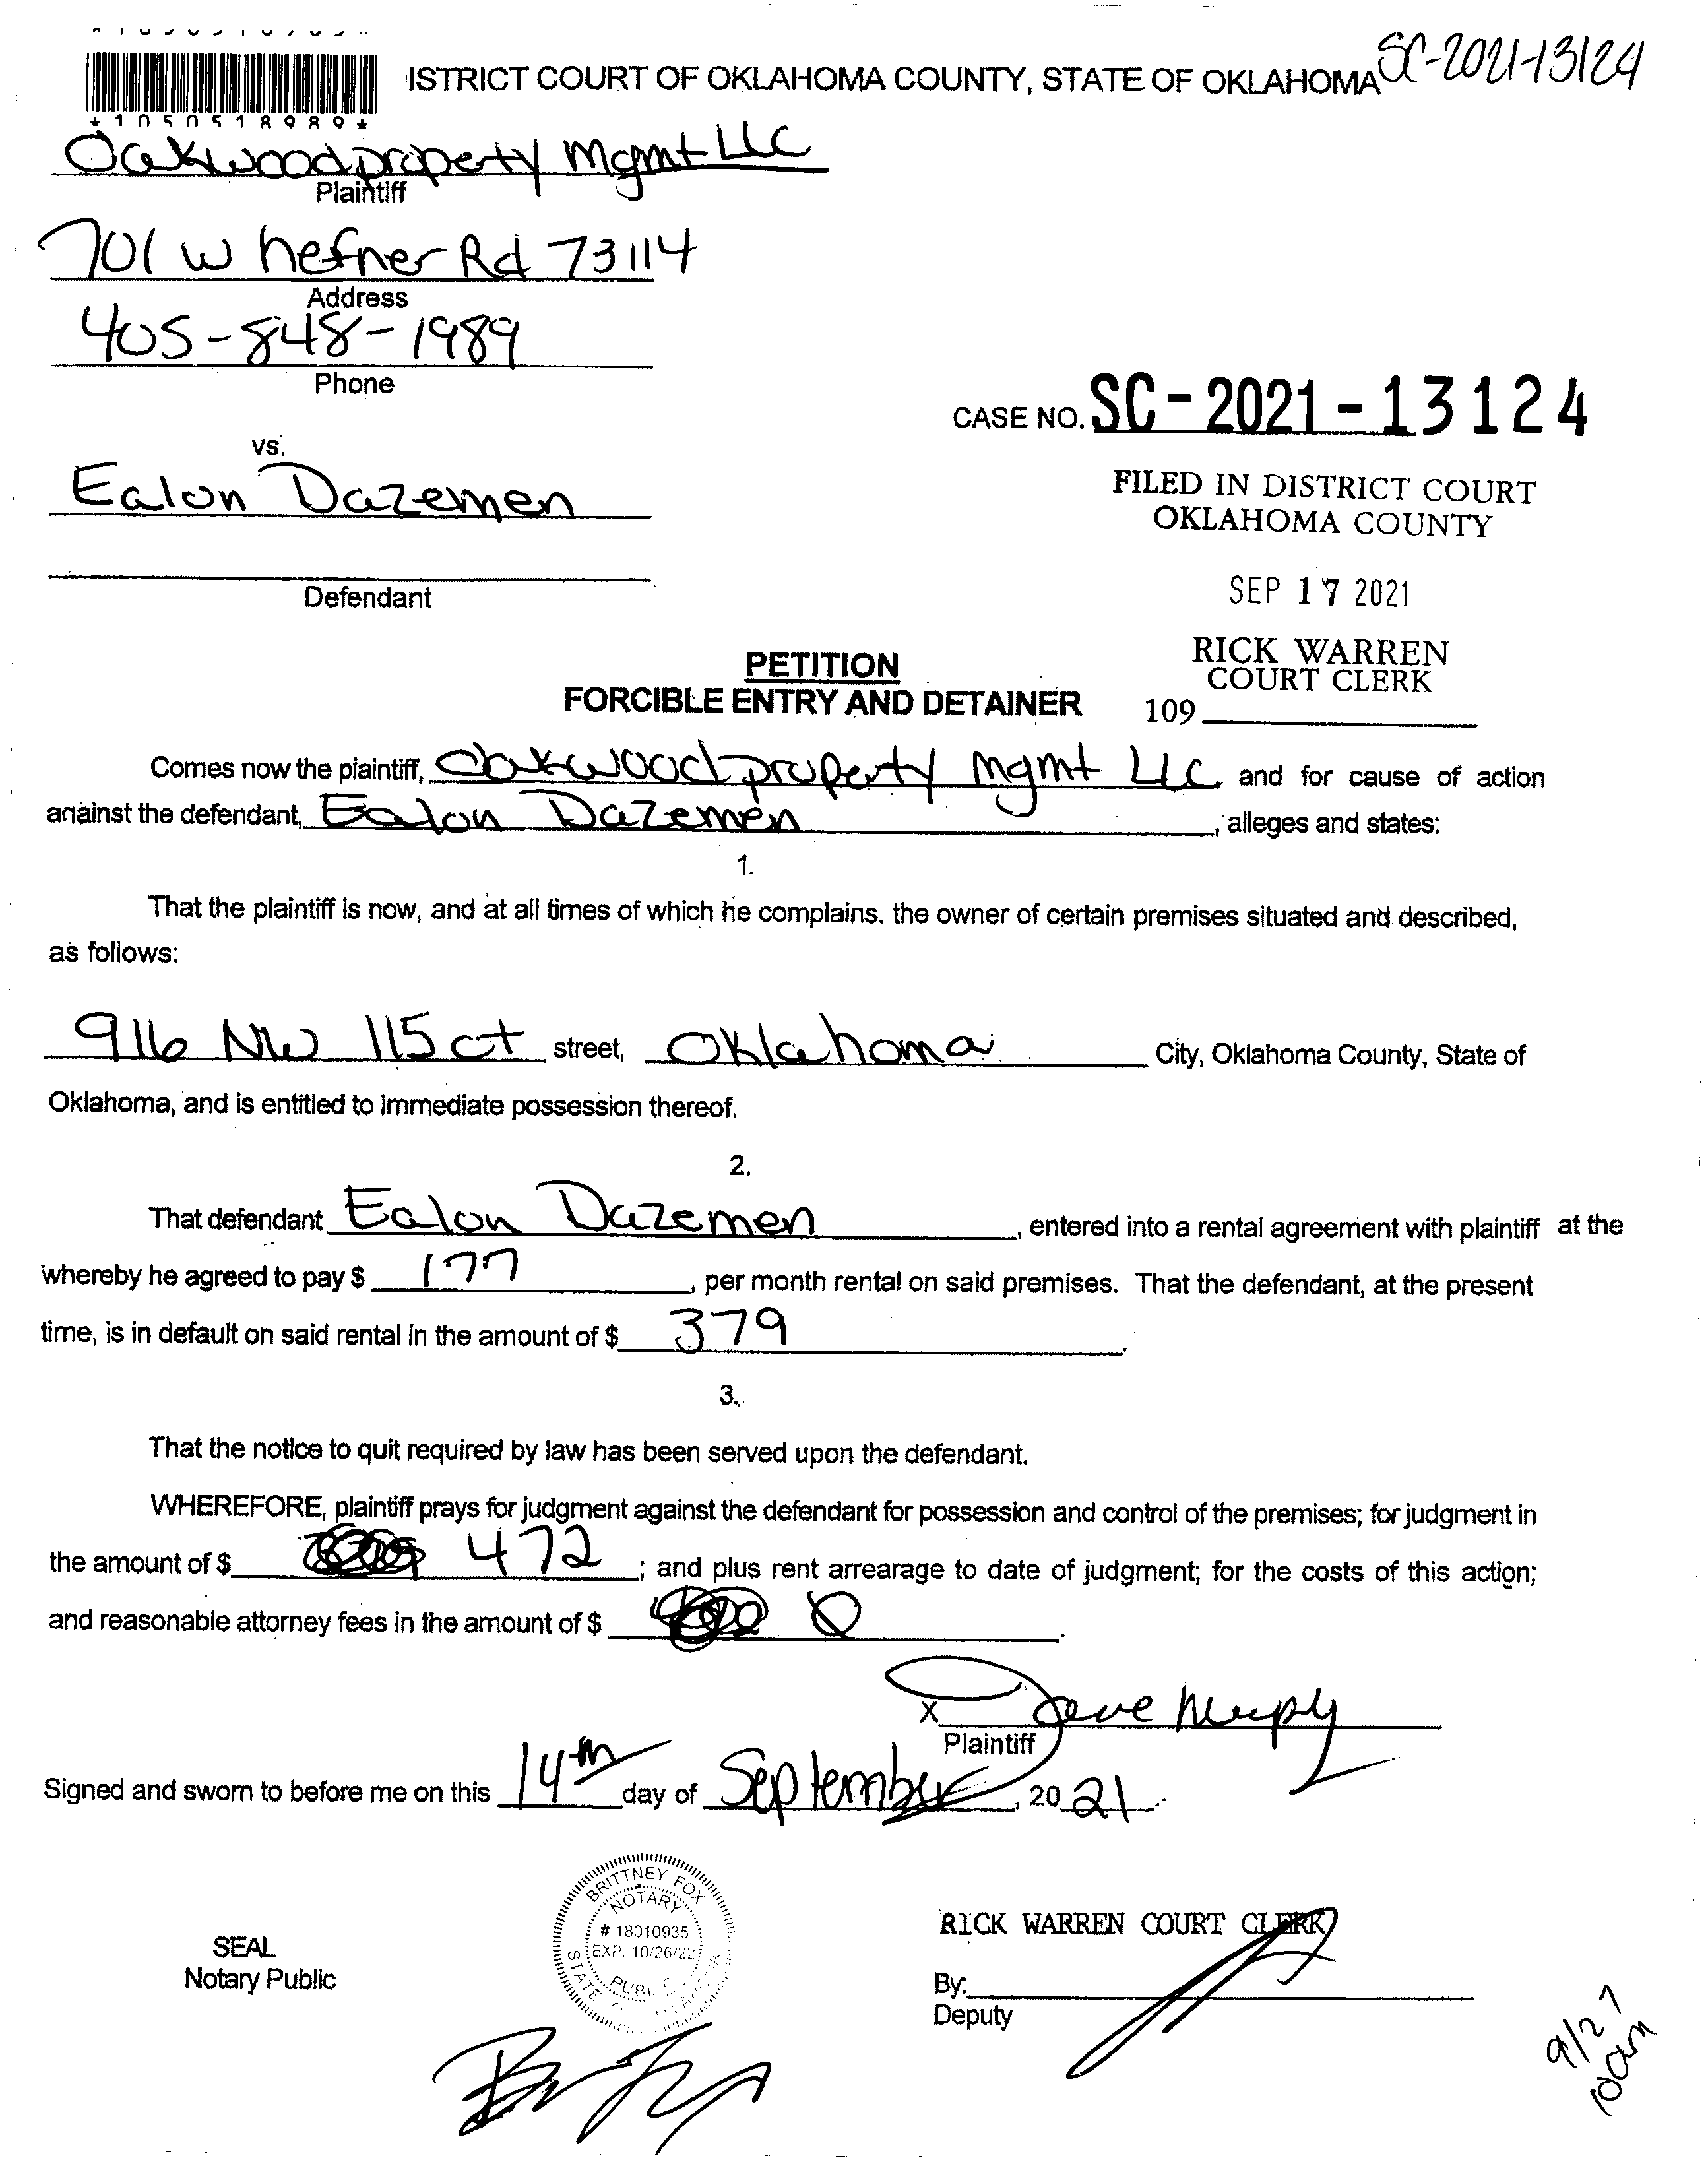 ISTRICT COURT OF OKLAHOMA COUNTY, STATE OF OKLAHOMA SC-2021-13124
*1050518989*
Oakwood property Mgmt LLC
Plaintiff
701 W hefner Rd 73114
Address
405-848-1989
Phone
CASE NO. SC-2021-13124
vs.
Ealon Dazemen
FILED IN DISTRICT COURT
OKLAHOMA COUNTY
Defendant
SEP 17 2021
RICK WARREN
COURT CLERK
109
PETITION
FORCIBLE ENTRY AND DETAINER
Comes now the plaintiff, Oakwood property Mgmt LLC, and for cause of action
against the defendant, Ealon Dazemen, alleges and states:
1.
That the plaintiff is now, and at all times of which he complains, the owner of certain premises situated and described,
as follows:
916 NW 115 ct street, Oklahoma City, Oklahoma County, State of
Oklahoma, and is entitled to immediate possession thereof.
2.
That defendant Ealon Dazemen, entered into a rental agreement with plaintiff at the
whereby he agreed to pay $ 177, per month rental on said premises. That the defendant, at the present
time, is in default on said rental in the amount of $ 379.
3.
That the notice to quit required by law has been served upon the defendant.
WHEREFORE, plaintiff prays for judgment against the defendant for possession and control of the premises; for judgment in
the amount of $ 472; and plus rent arrearage to date of judgment; for the costs of this action;
and reasonable attorney fees in the amount of $ 0.
X
Plaintiff
Signed and sworn to before me on this 14th day of September, 2021.
BRITTNEY FOX
NOTARY
# 18010935
EXP. 10/26/22
PUBLIC
STATE
SEAL
Notary Public
RICK WARREN COURT CLERK
By:
Deputy
9/27
10am